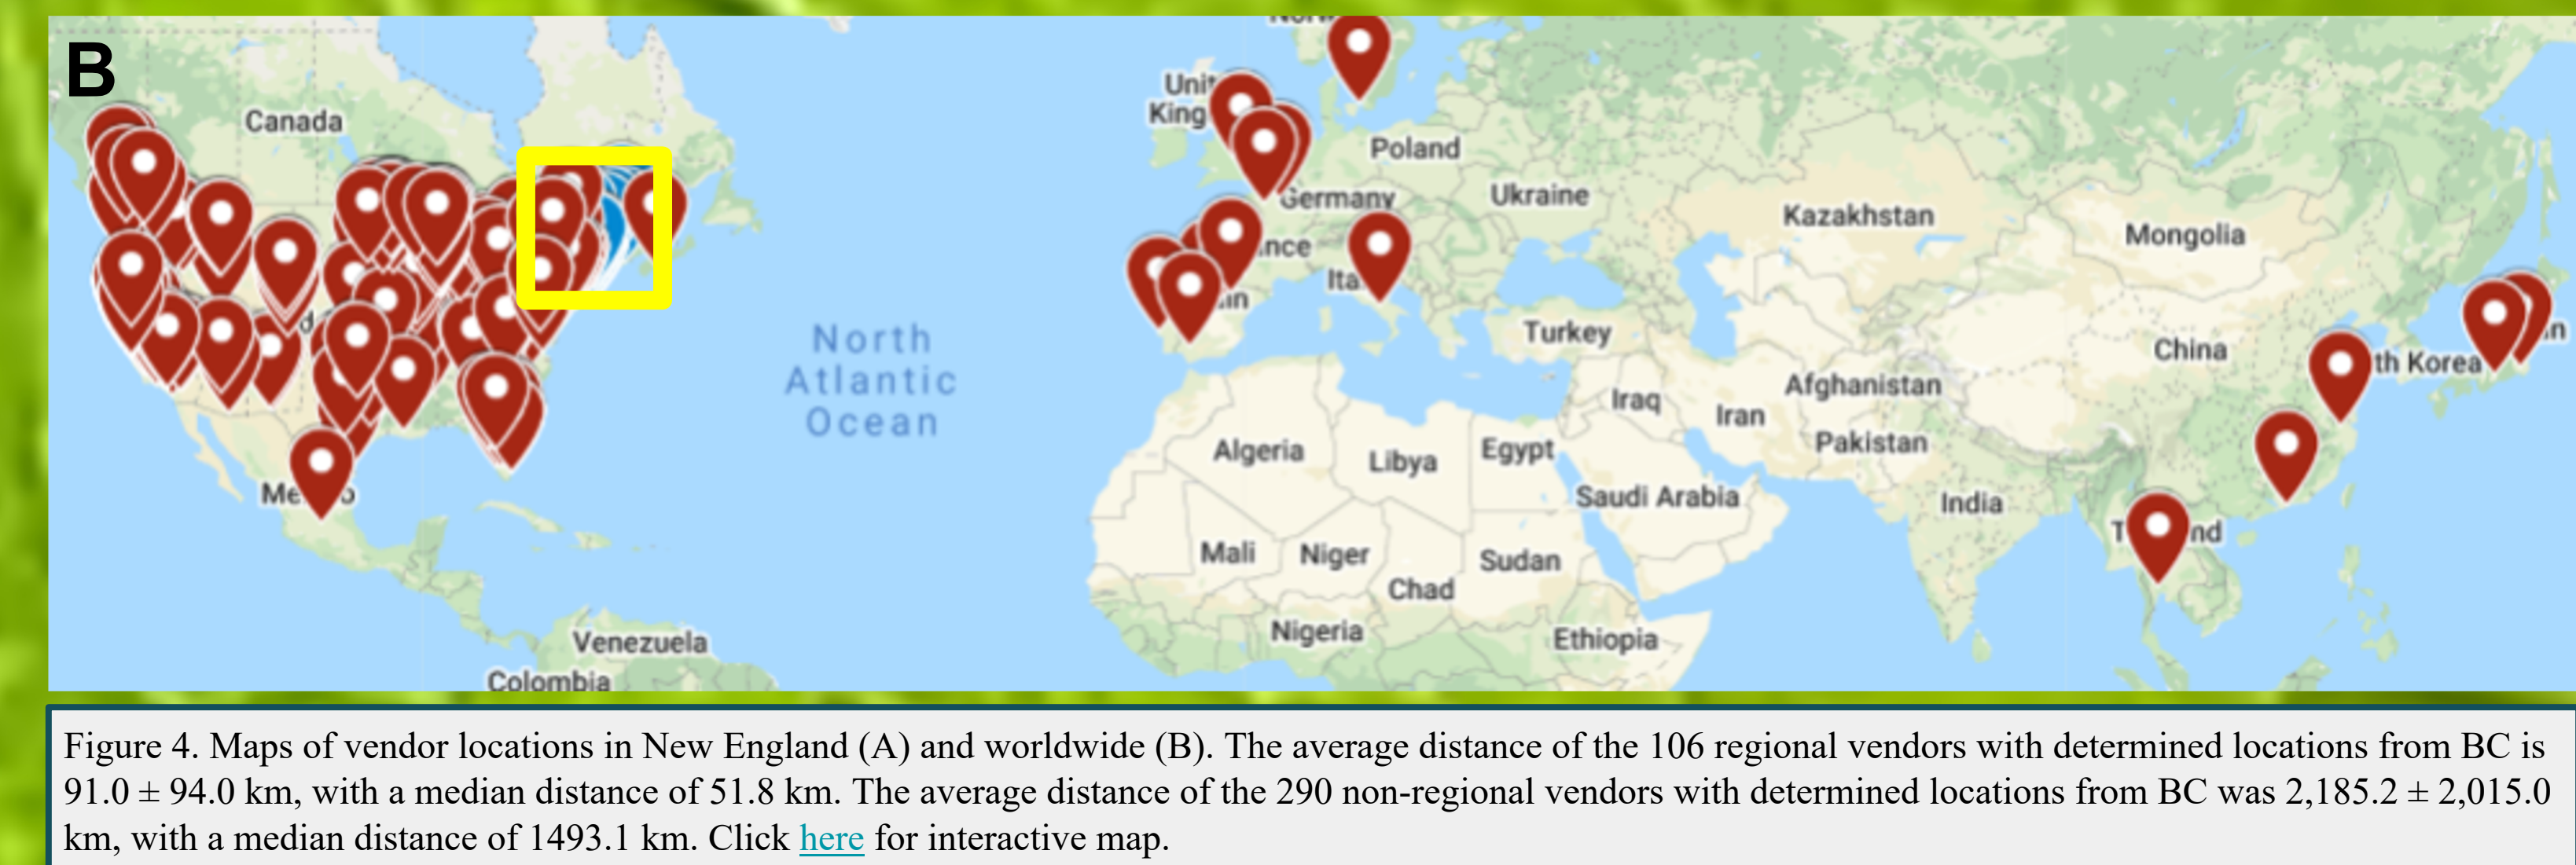 B
Canada
Poland
Germany
Ukraine
Kazakhstan
Mongolia
North
Atlantic
Ocean
Turkey
China
th Korea
Iraq
Iran
Afghanistan
Pakistan
Algeria
Libya
Egypt
Saudi Arabia
India
Mali
Niger
Chad
Sudan
Nigeria
Ethiopia
Venezuela
Colombia
Figure 4. Maps of vendor locations in New England (A) and worldwide (B). The average distance of the 106 regional vendors with determined locations from BC is
91.0 ± 94.0 km, with a median distance of 51.8 km. The average distance of the 290 non-regional vendors with determined locations from BC was 2,185.2 ± 2,015.0
km, with a median distance of 1493.1 km. Click here for interactive map.